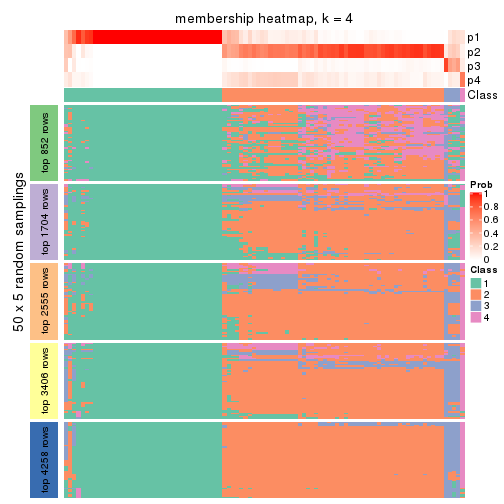 membership heatmap, k = 4
p1
p2
p3
p4
Class
50 x 5 random samplings
top 852 rows
top 1704 rows
top 2555 rows
top 3406 rows
top 4258 rows
Prob
1
0.8
0.6
0.4
0.2
0
Class
1
2
3
4